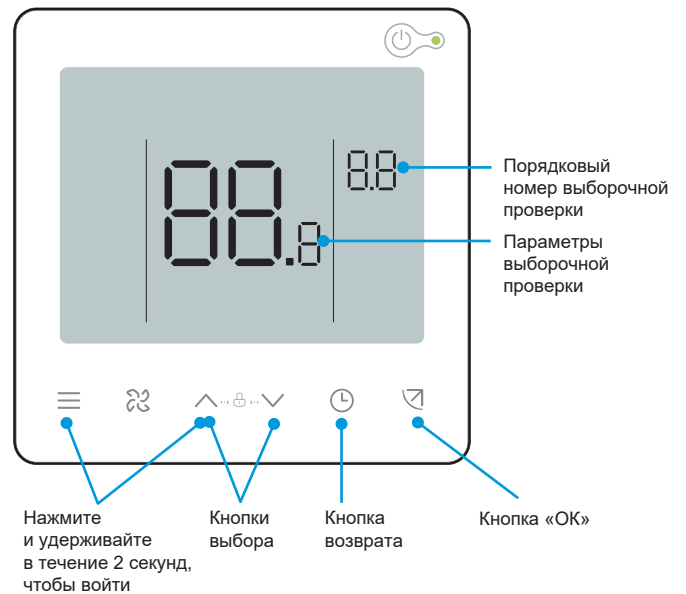 88.8
8.8
Порядковый
номер выборочной
проверки
Параметры
выборочной
проверки
Нажмите
и удерживайте
в течение 2 секунд,
чтобы войти
Кнопки
выбора
Кнопка
возврата
Кнопка «ОК»